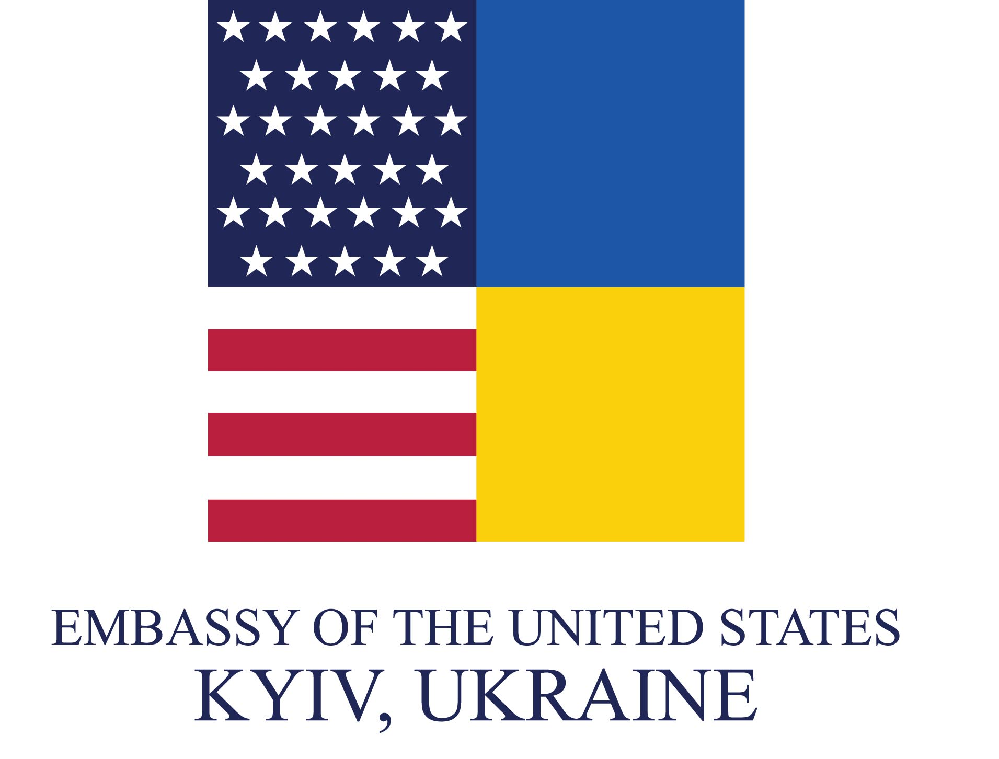 EMBASSY OF THE UNITED STATES
KYIV, UKRAINE